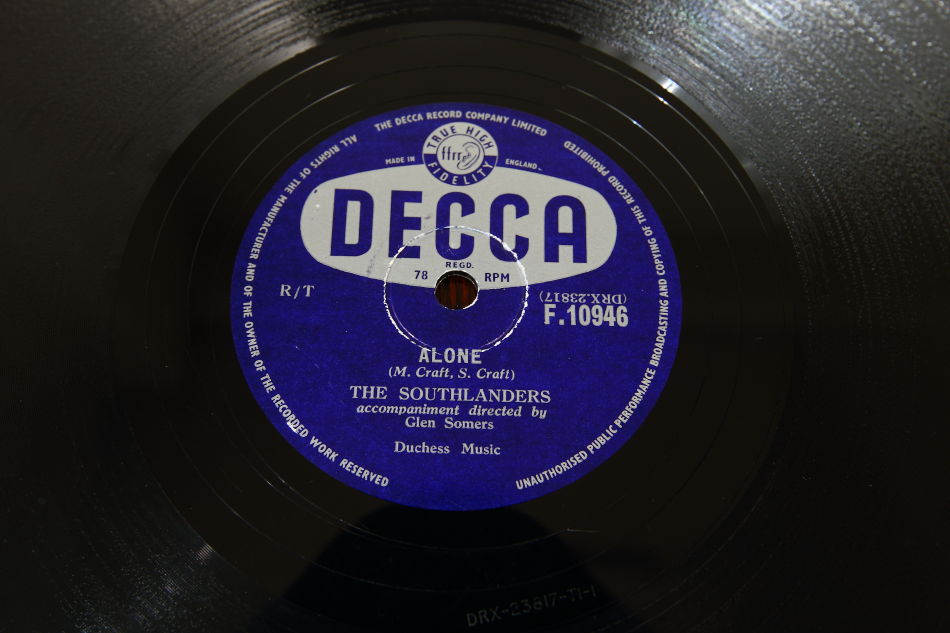 THE DECCA RECORD COMPANY LIMITED
ALL RIGHTS OF THE MANUFACTURER AND OF THE OWNER OF THE RECORDED WORK RESERVED
UNAUTHORISED PUBLIC PERFORMANCE BROADCASTING AND COPYING OF THIS RECORD PROHIBITED
TRUE HIGH
ffrr
FIDELITY
MADE IN ENGLAND
DECCA
REGD.
78 RPM
R/T
(DRX.23817)
F.10946
ALONE
(M. Craft, S. Craft)
THE SOUTHLANDERS
accompaniment directed by
Glen Somers
Duchess Music
DRX-23817-T1-1